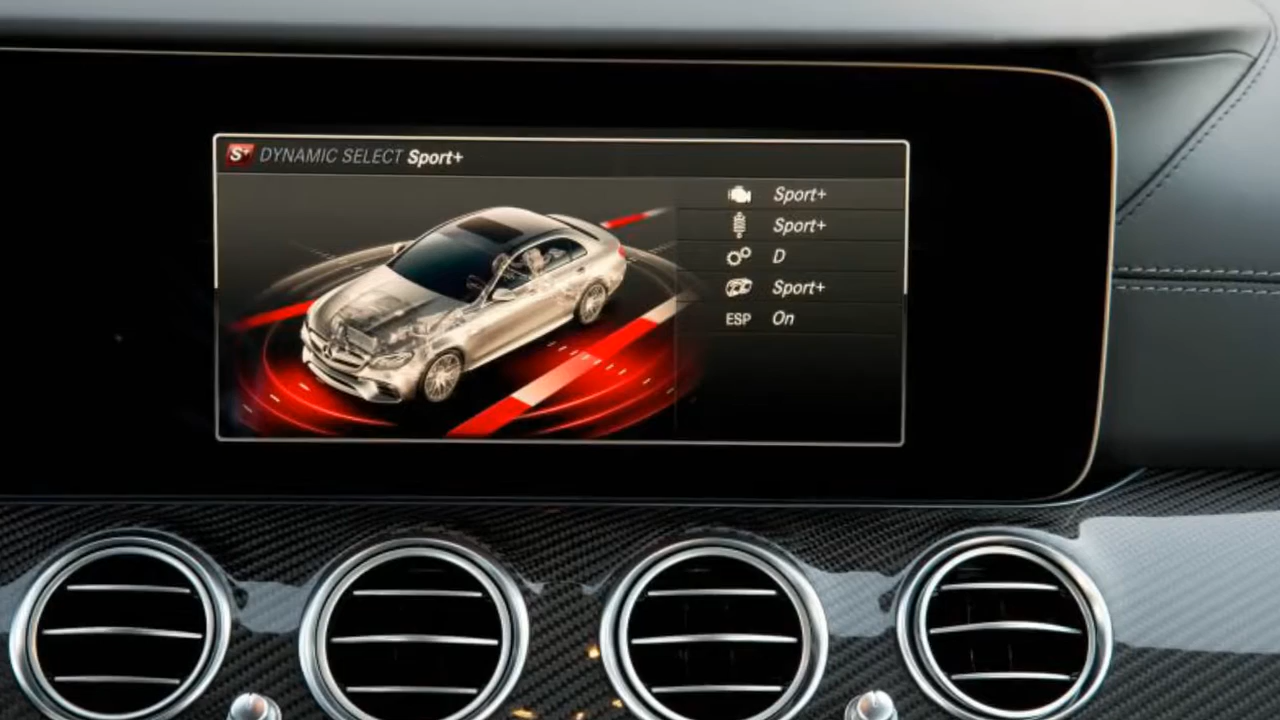 S+ DYNAMIC SELECT Sport+
Sport+
Sport+
D
Sport+
ESP On